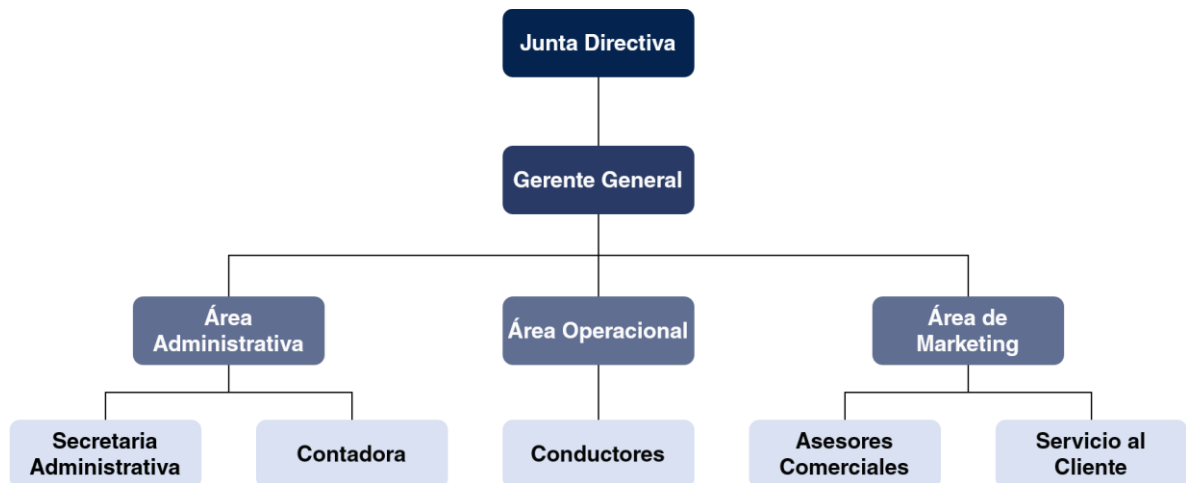 Junta Directiva
Gerente General
Área
Administrativa
Área Operacional
Área de
Marketing
Secretaria
Administrativa
Contadora
Conductores
Asesores
Comerciales
Servicio al
Cliente